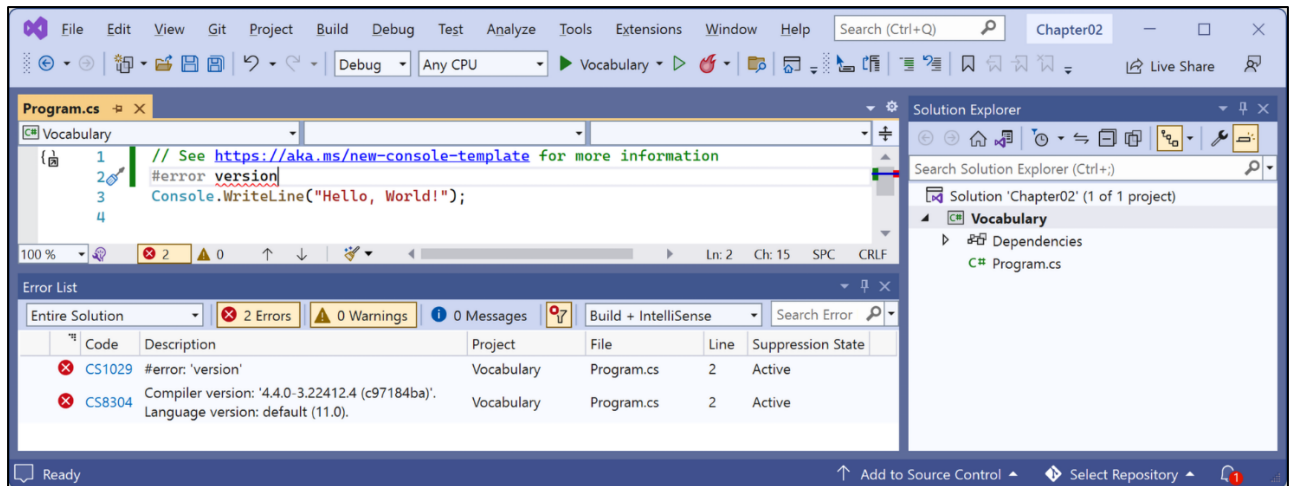 File Edit View Git Project Build Debug Test Analyze Tools Extensions Window Help Search (Ctrl+Q) Chapter02
Debug Any CPU Vocabulary Live Share
Program.cs
C# Vocabulary
1 // See https://aka.ms/new-console-template for more information
2 #error version
3 Console.WriteLine("Hello, World!");
4
100 % 2 0 Ln: 2 Ch: 15 SPC CRLF
Error List
Entire Solution 2 Errors 0 Warnings 0 Messages Build + IntelliSense Search Error
Code Description Project File Line Suppression State
CS1029 #error: 'version' Vocabulary Program.cs 2 Active
CS8304 Compiler version: '4.4.0-3.22412.4 (c97184ba)'. Vocabulary Program.cs 2 Active
Language version: default (11.0).
Solution Explorer
Search Solution Explorer (Ctrl+;)
Solution 'Chapter02' (1 of 1 project)
C# Vocabulary
Dependencies
C# Program.cs
Ready Add to Source Control Select Repository 1